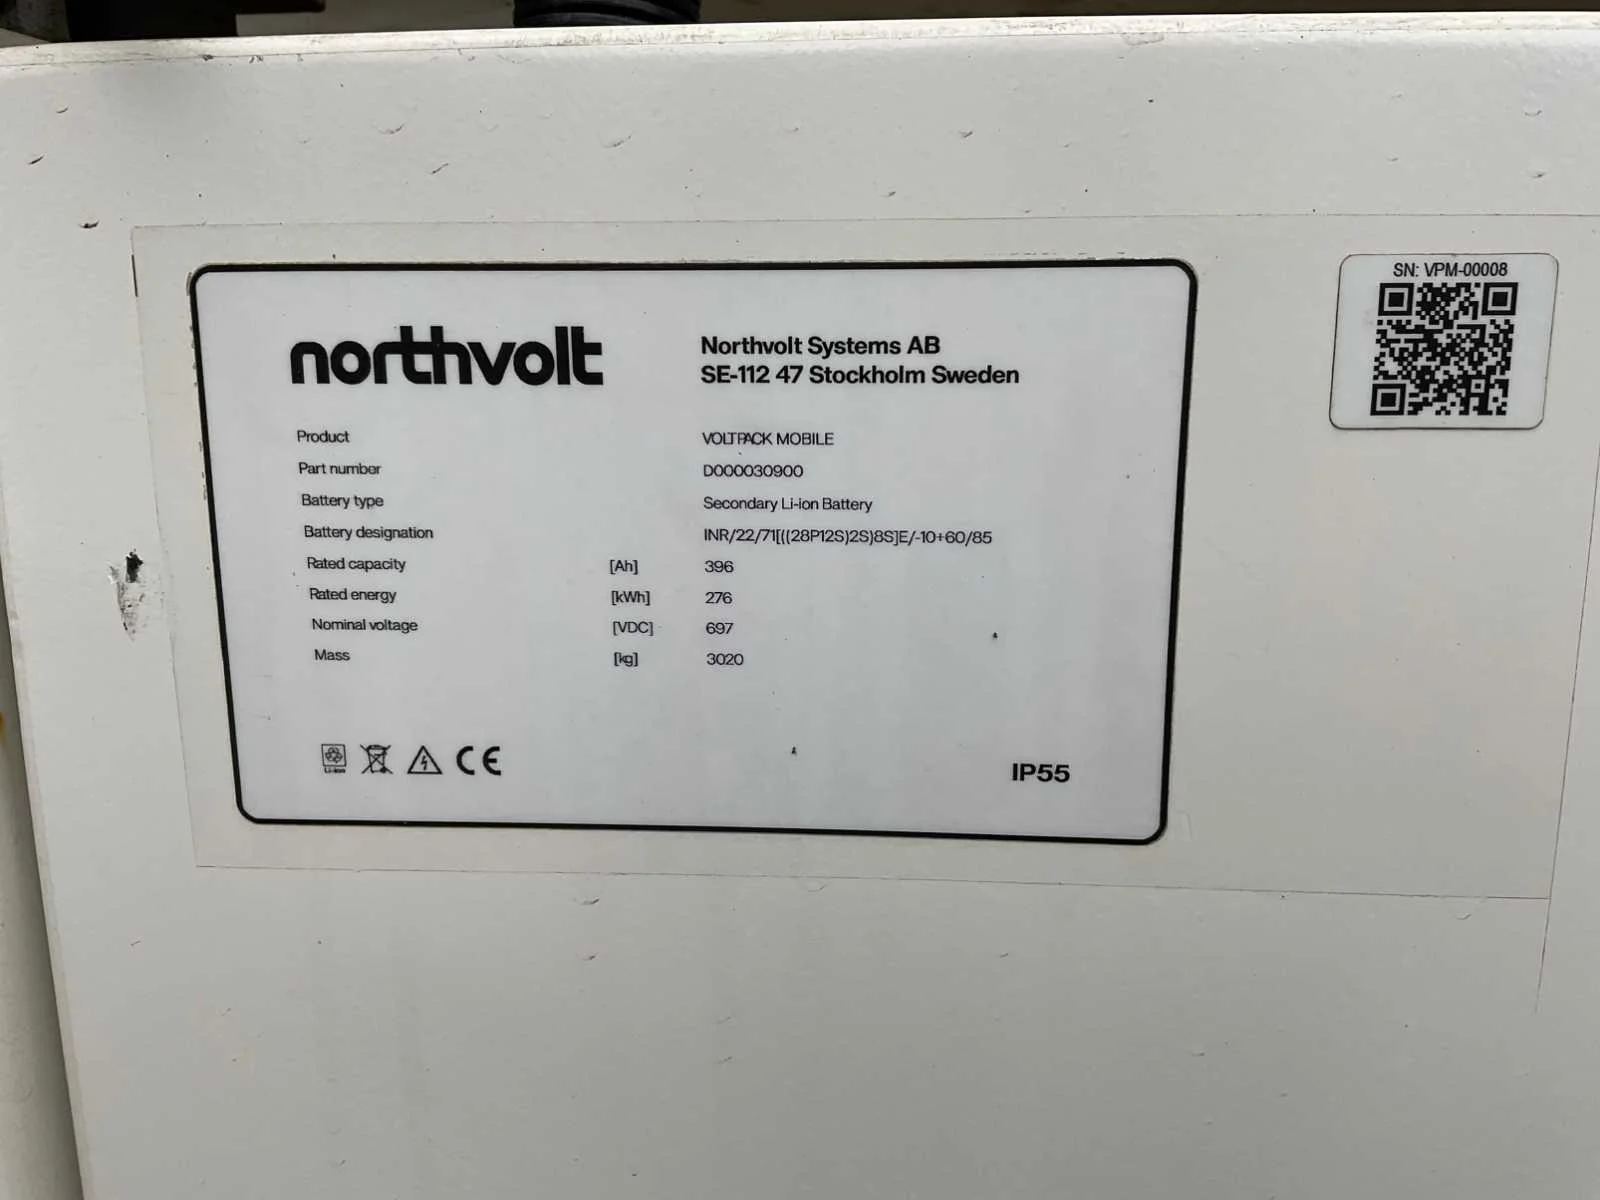 northvolt
Northvolt Systems AB
SE-112 47 Stockholm Sweden
Product VOLTPACK MOBILE
Part number D000030900
Battery type Secondary Li-ion Battery
Battery designation INR/22/71[((28P12S)2S)8S]E/-10+60/85
Rated capacity [Ah] 396
Rated energy [kWh] 276
Nominal voltage [VDC] 697
Mass [kg] 3020
Li-ion
CE
IP55
SN: VPM-00008